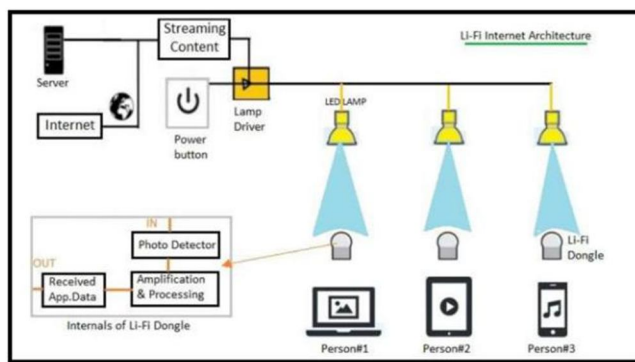 Streaming
Content
Li-Fi Internet Architecture
Server
Internet
Power
button
Lamp
Driver
LED LAMP
IN
Photo Detector
OUT
Received
App.Data
Amplification
& Processing
Internals of Li-Fi Dongle
Li-Fi
Dongle
Person#1
Person#2
Person#3